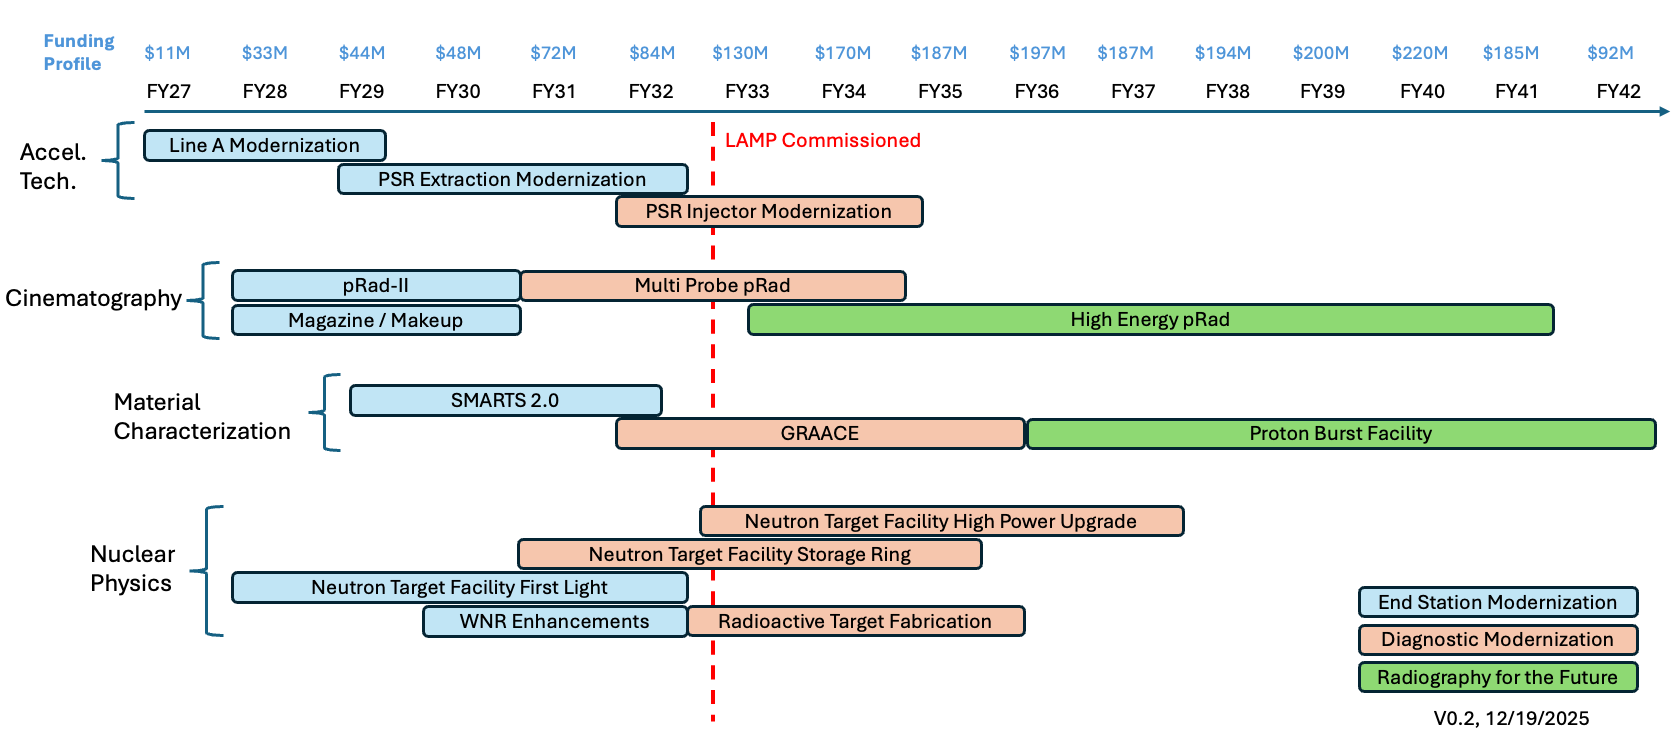 Funding
Profile
$11M $33M $44M $48M $72M $84M $130M $170M $187M $197M $187M $194M $200M $220M $185M $92M
FY27 FY28 FY29 FY30 FY31 FY32 FY33 FY34 FY35 FY36 FY37 FY38 FY39 FY40 FY41 FY42
LAMP Commissioned
Accel.
Tech.
Line A Modernization
PSR Extraction Modernization
PSR Injector Modernization
Cinematography
pRad-II
Multi Probe pRad
Magazine / Makeup
High Energy pRad
Material
Characterization
SMARTS 2.0
GRAACE
Proton Burst Facility
Nuclear
Physics
Neutron Target Facility High Power Upgrade
Neutron Target Facility Storage Ring
Neutron Target Facility First Light
WNR Enhancements
Radioactive Target Fabrication
End Station Modernization
Diagnostic Modernization
Radiography for the Future
V0.2, 12/19/2025